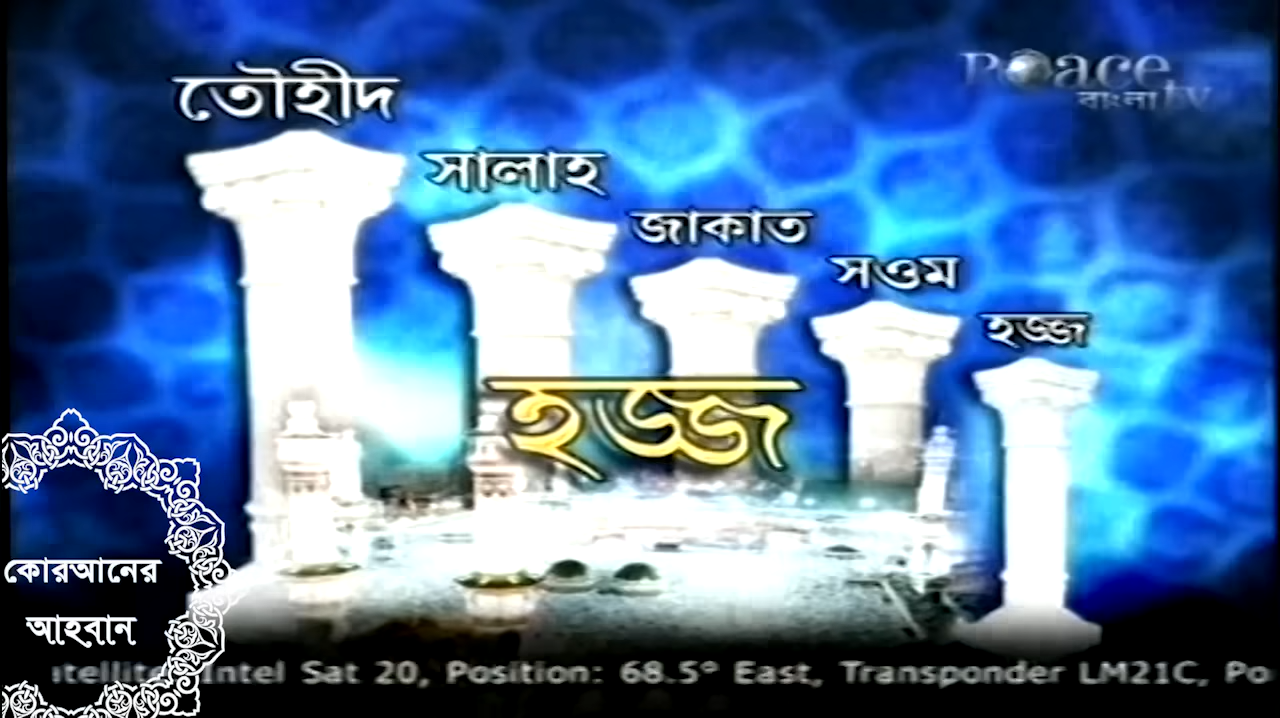 তৌহীদ
Peace
বাংলা tv
সালাহ
জাকাত
সওম
হজ্জ
হজ্জ
কোরআনের
আহবান
Intel Sat 20, Position: 68.5° East, Transponder LM21C,